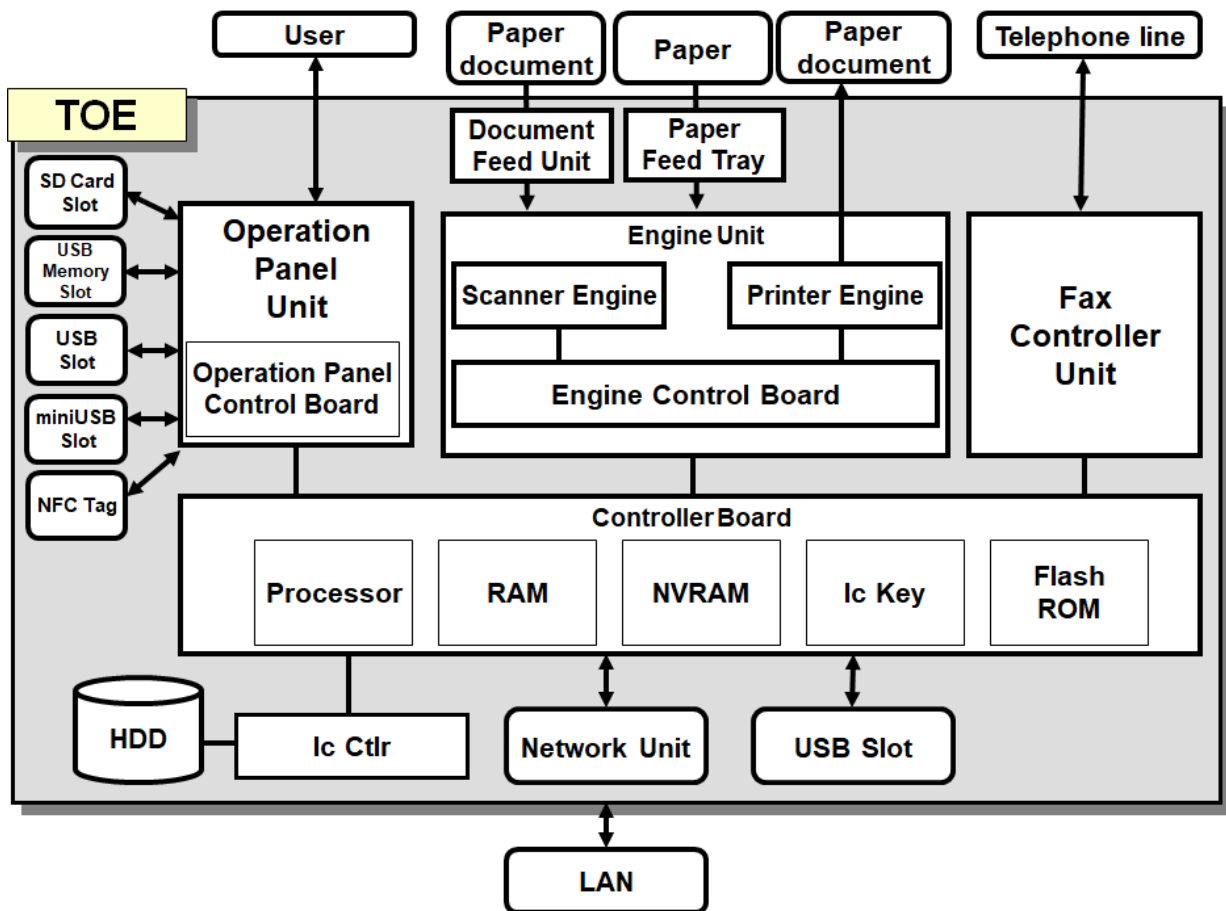 User
Paper
document
Paper
Paper
document
Telephone line
TOE
Document
Feed Unit
Paper
Feed Tray
SD Card
Slot
USB
Memory
Slot
USB
Slot
miniUSB
Slot
NFC Tag
Operation
Panel
Unit
Operation Panel
Control Board
Engine Unit
Scanner Engine
Printer Engine
Engine Control Board
Fax
Controller
Unit
Controller Board
Processor
RAM
NVRAM
Ic Key
Flash
ROM
HDD
Ic Ctlr
Network Unit
USB Slot
LAN